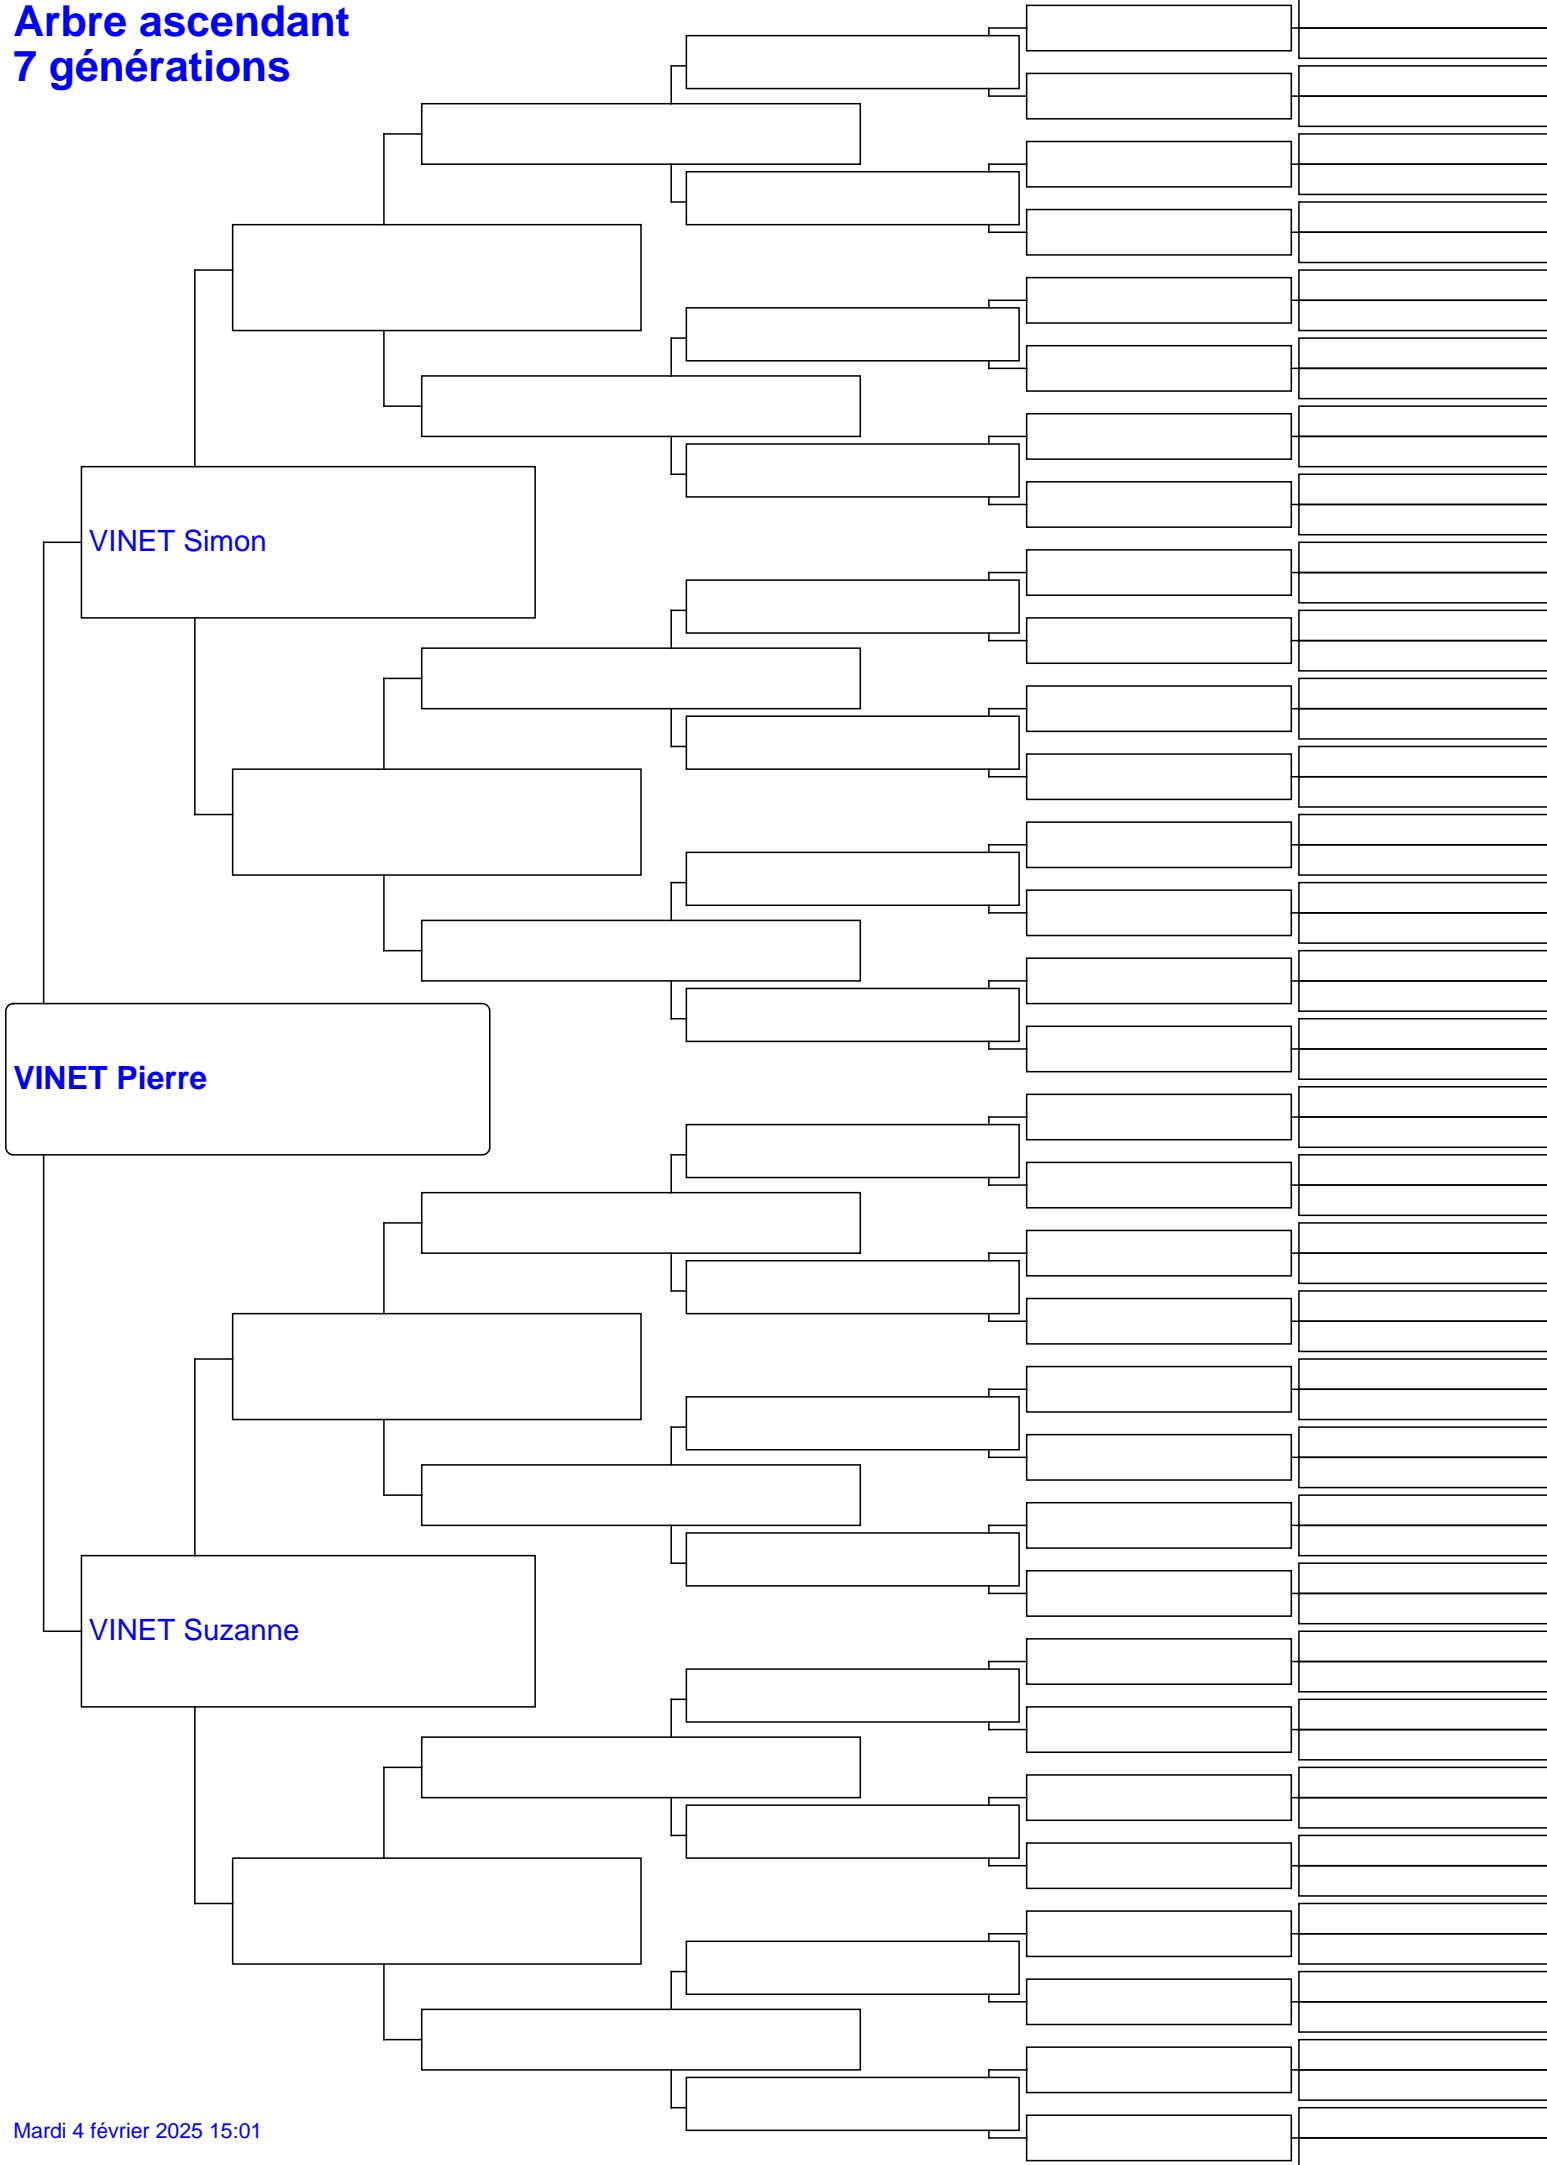 Arbre ascendant
7 générations
VINET Simon
VINET Pierre
VINET Suzanne
Mardi 4 février 2025 15:01